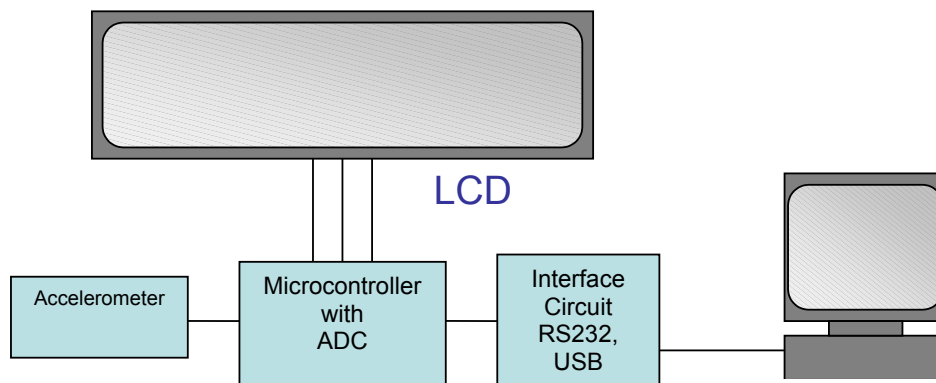 LCD
Accelerometer
Microcontroller
with
ADC
Interface
Circuit
RS232,
USB